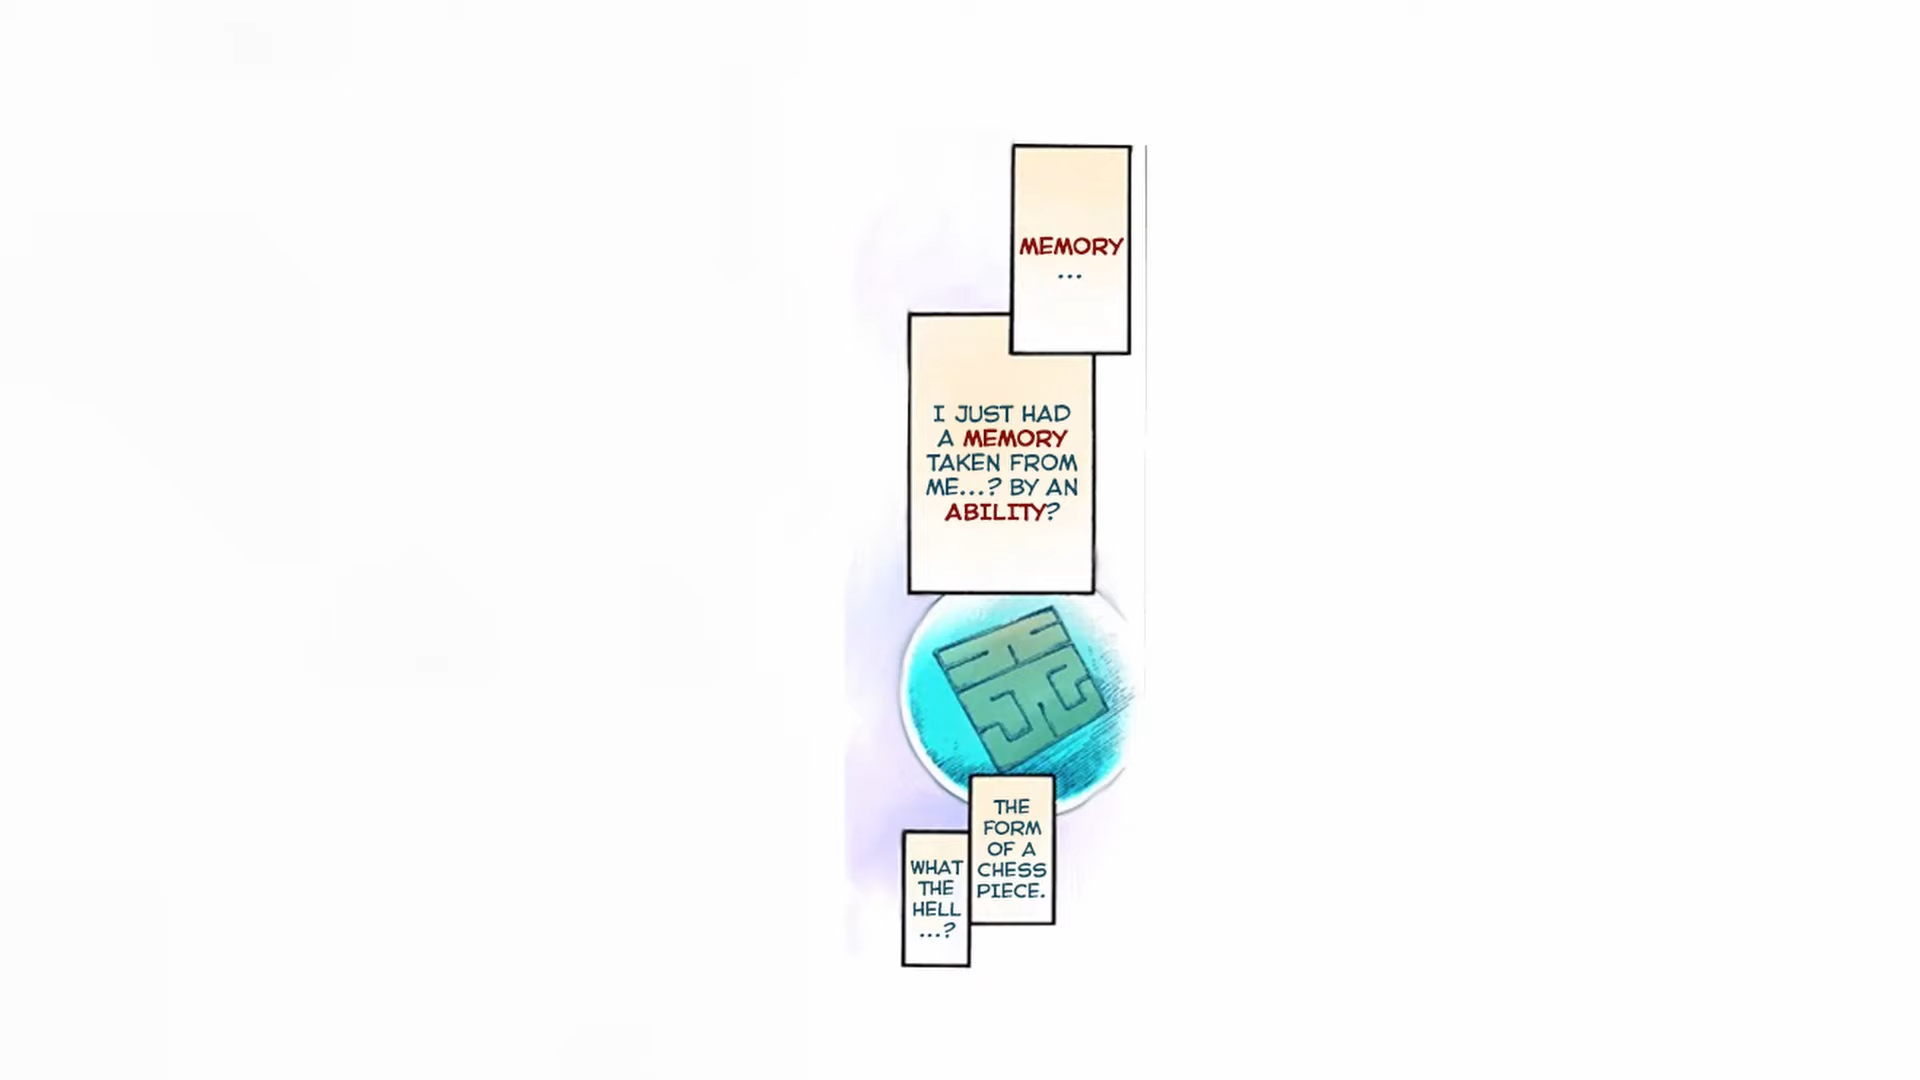 MEMORY
...
I JUST HAD
A MEMORY
TAKEN FROM
ME...? BY AN
ABILITY?
THE
FORM
OF A
CHESS
PIECE.
WHAT
THE
HELL
...?